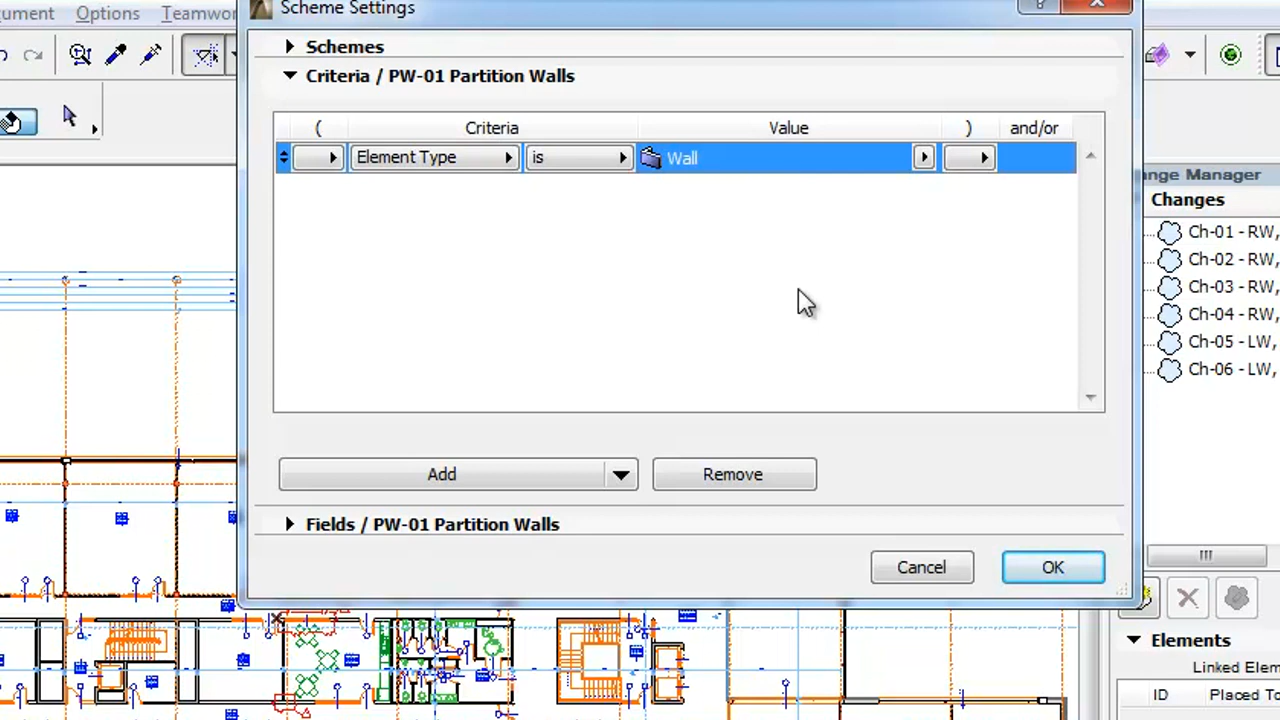 Scheme Settings
ument Options Teamwor
Schemes
Criteria / PW-01 Partition Walls
( Criteria Value ) and/or
Element Type is Wall
nge Manager
Changes
Ch-01 - RW,
Ch-02 - RW,
Ch-03 - RW,
Ch-04 - RW,
Ch-05 - LW,
Ch-06 - LW,
Add Remove
Fields / PW-01 Partition Walls
Cancel OK
Elements
Linked Elem
ID Placed To